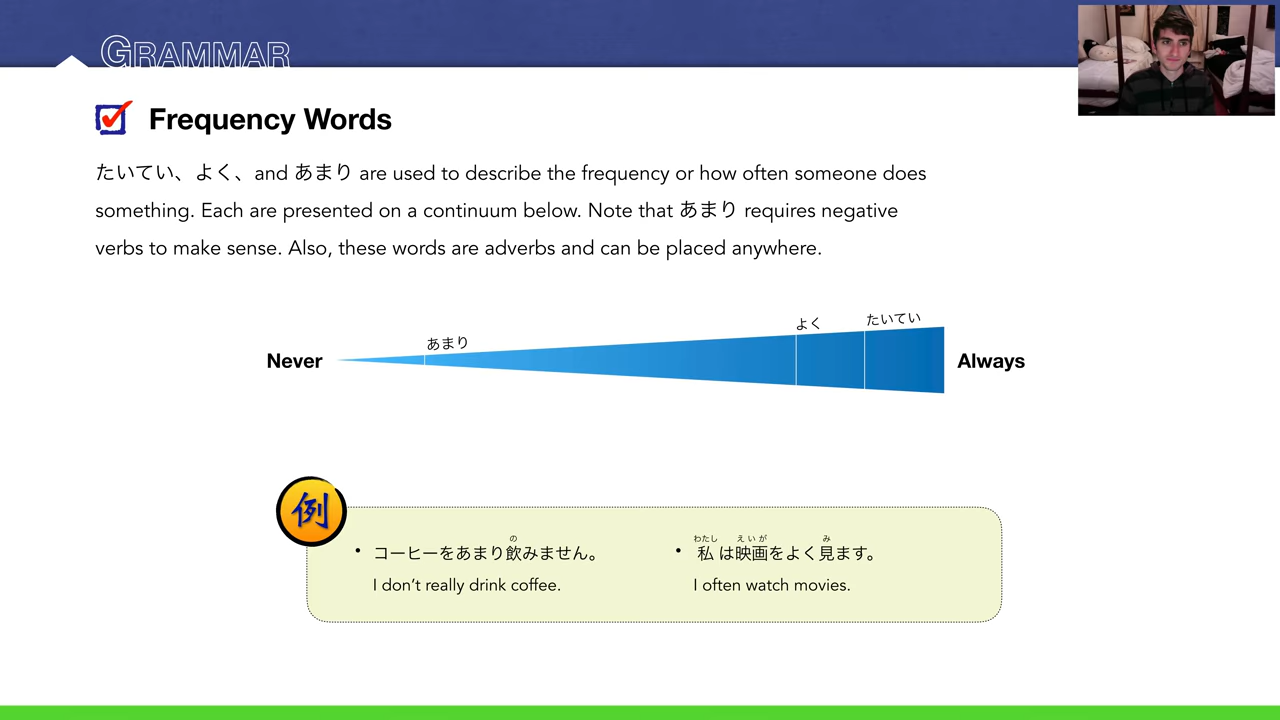 GRAMMAR
Frequency Words
たいてい、よく、and あまり are used to describe the frequency or how often someone does
something. Each are presented on a continuum below. Note that あまり requires negative
verbs to make sense. Also, these words are adverbs and can be placed anywhere.
あまり
よく
たいてい
Never
Always
例
の
• コーヒーをあまり飲みません。
I don't really drink coffee.
わたし えいが み
• 私は映画をよく見ます。
I often watch movies.